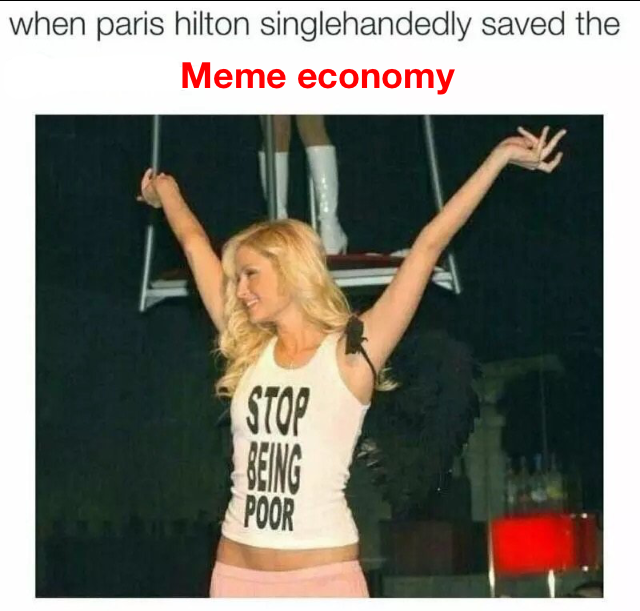 when paris hilton singlehandedly saved the
Meme economy
STOP
BEING
POOR